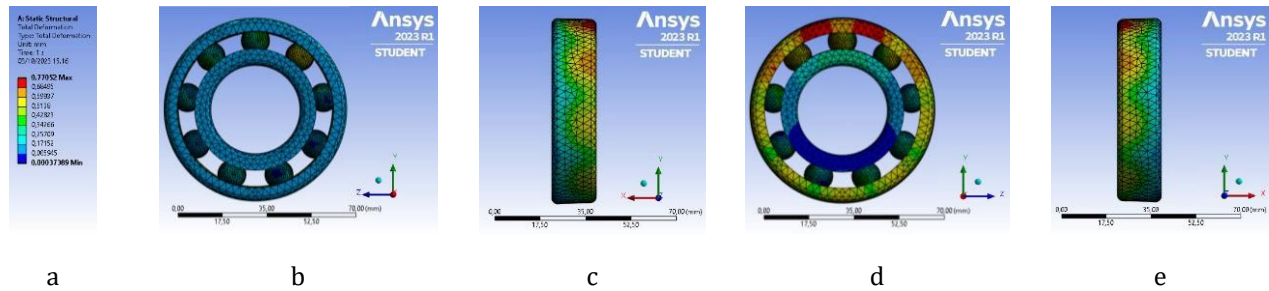 A: Static Structural
Total Deformation
Type: Total Deformation
Unit: mm
Time: 1 s
0,77052 Max
0,17152
0,00037369 Min
Ansys
2023 R1
STUDENT
Y
Z
0,00
35,00
70,00 (mm)
17,50
52,50
Ansys
2023 R1
STUDENT
Y
X
0,00
35,00
70,00 (mm)
17,50
52,50
Ansys
2023 R1
STUDENT
Y
Z
0,00
35,00
70,00 (mm)
17,50
52,50
Ansys
2023 R1
STUDENT
Y
X
0,00
35,00
70,00 (mm)
17,50
52,50
a
b
c
d
e